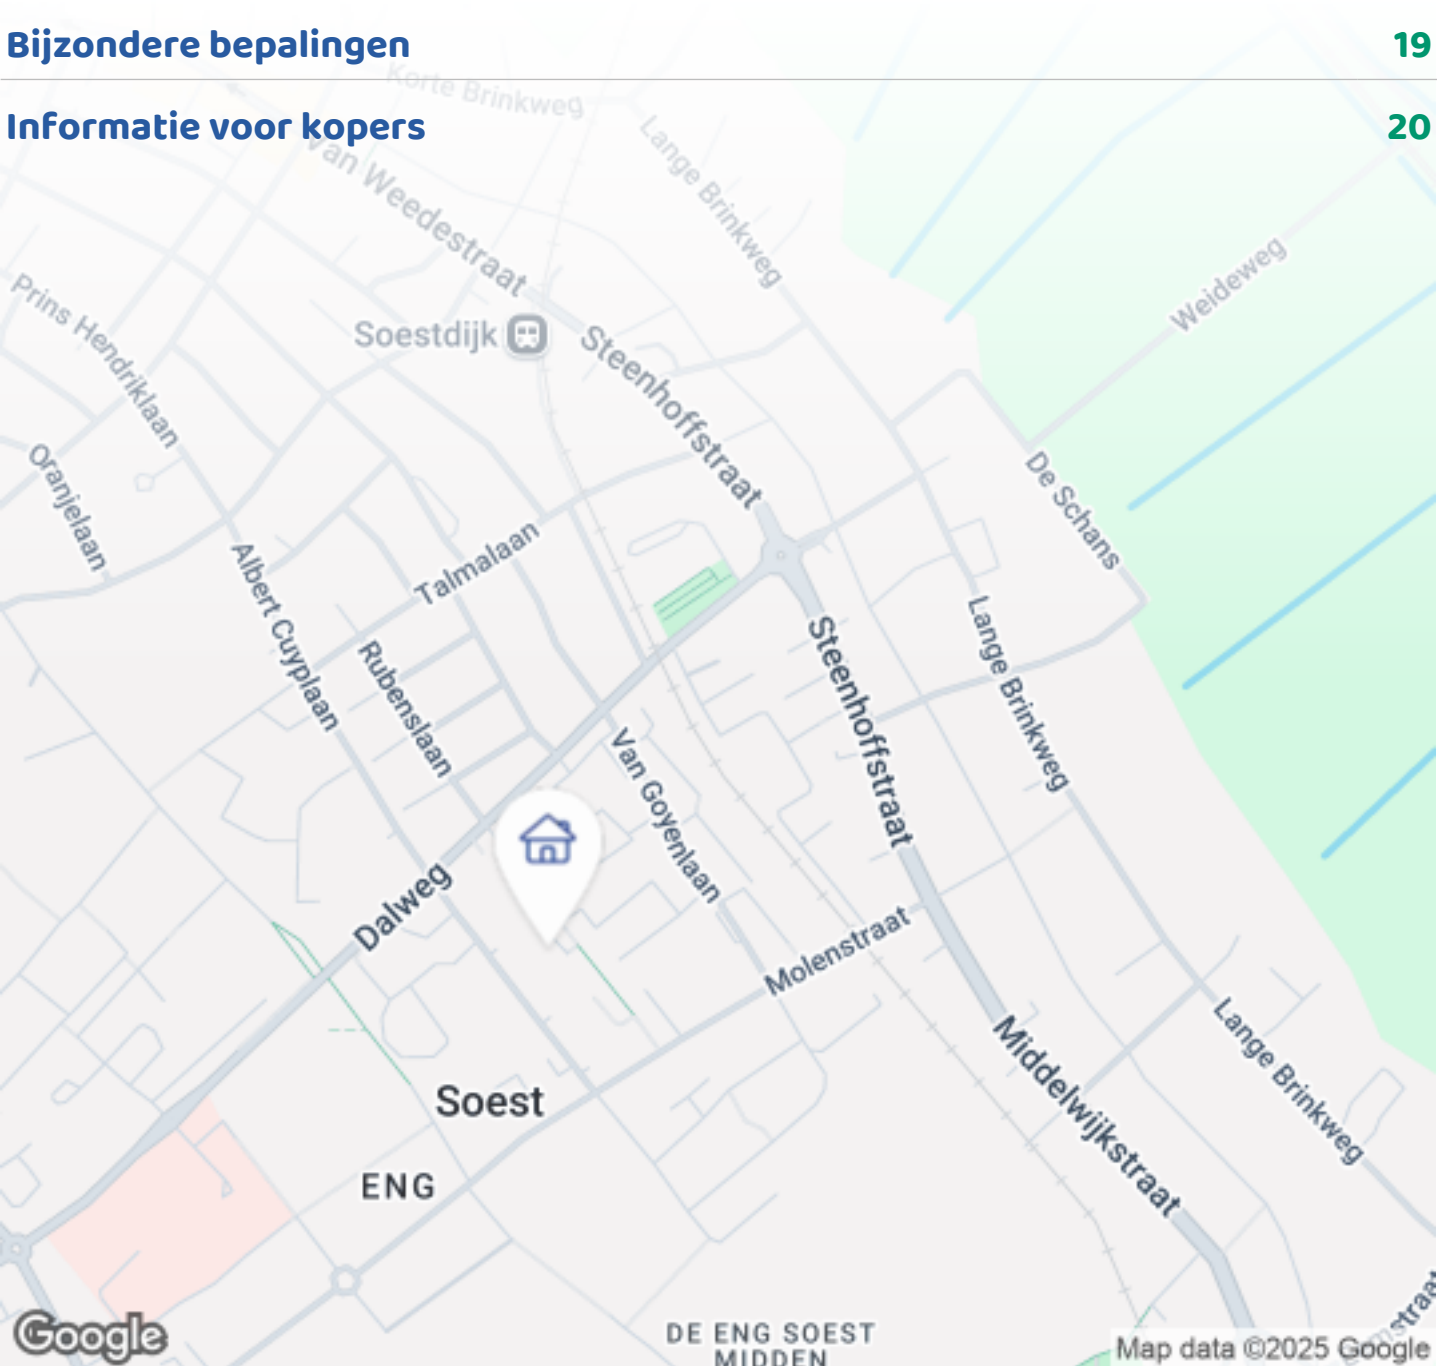 Bijzondere bepalingen 19
Informatie voor kopers 20
Korte Brinkweg
Lange Brinkweg
Van Weedestraat
Weideweg
Prins Hendriklaan
Soestdijk
Steenhoffstraat
Oranjelaan
De Schans
Talmalaan
Albert Cuyplaan
Lange Brinkweg
Steenhoffstraat
Rubenslaan
Van Goyenlaan
Dalweg
Molenstraat
Lange Brinkweg
Middelwijkstraat
Soest
ENG
DE ENG SOEST
MIDDEN
Google
Map data ©2025 Google